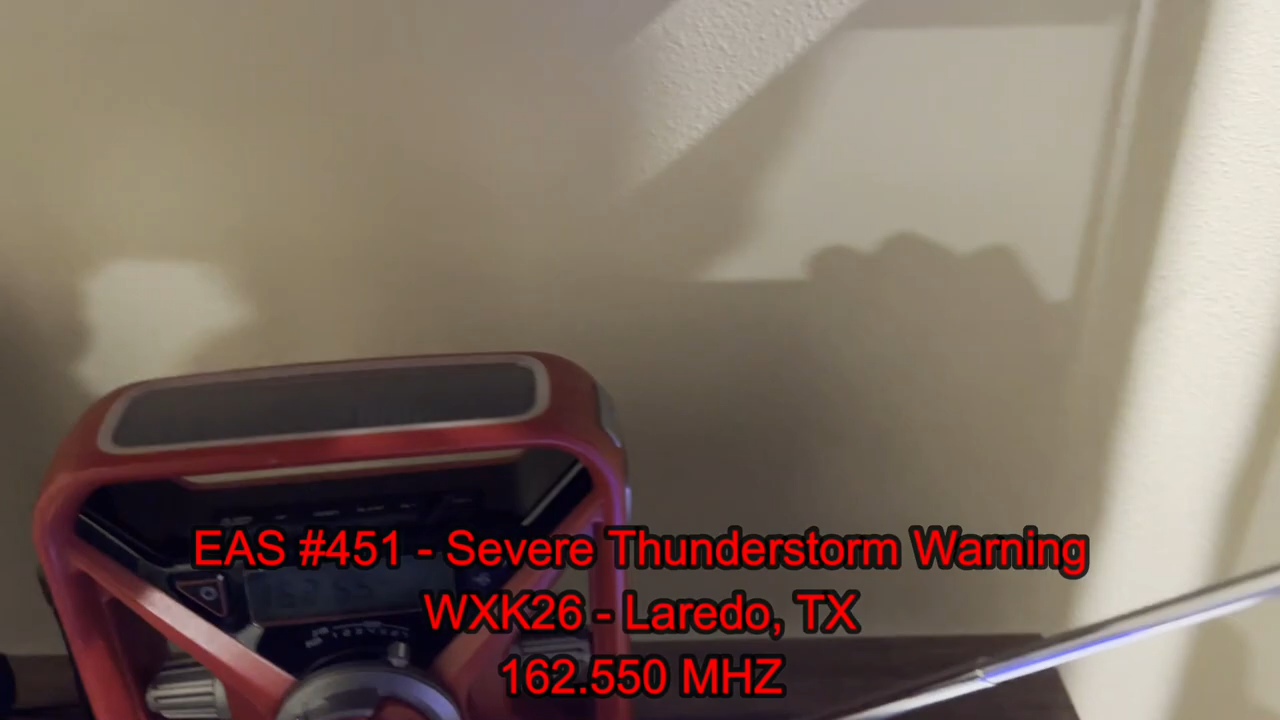 EAS #451 - Severe Thunderstorm Warning
WXK26 - Laredo, TX
162.550 MHZ